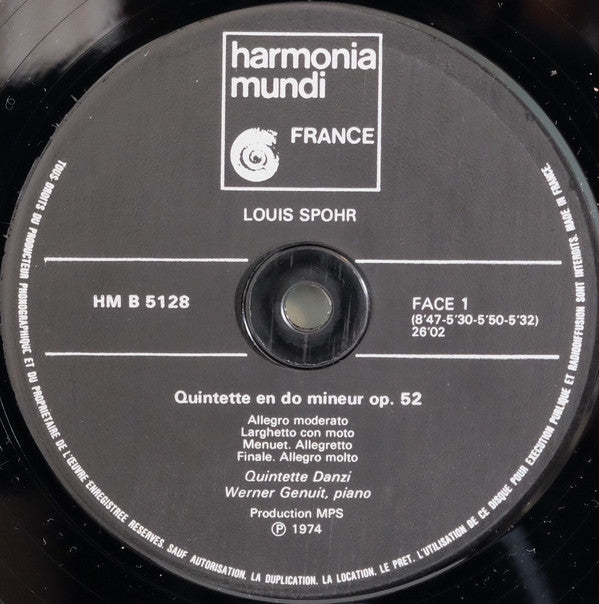 harmonia
mundi
FRANCE
LOUIS SPOHR
HM B 5128
FACE 1
(8'47-5'30-5'50-5'32)
26'02
Quintette en do mineur op. 52
Allegro moderato
Larghetto con moto
Menuet. Allegretto
Finale. Allegro molto
Quintette Danzi
Werner Genuit, piano
Production MPS
Ⓟ 1974
TOUS DROITS DU PRODUCTEUR PHONOGRAPHIQUE ET DU PROPRIETAIRE DE L'ŒUVRE ENREGISTREE RESERVES. SAUF AUTORISATION, LA DUPLICATION, LA LOCATION, LE PRET, L'UTILISATION DE CE DISQUE POUR EXECUTION PUBLIQUE ET RADIODIFFUSION SONT INTERDITS. MADE IN FRANCE.